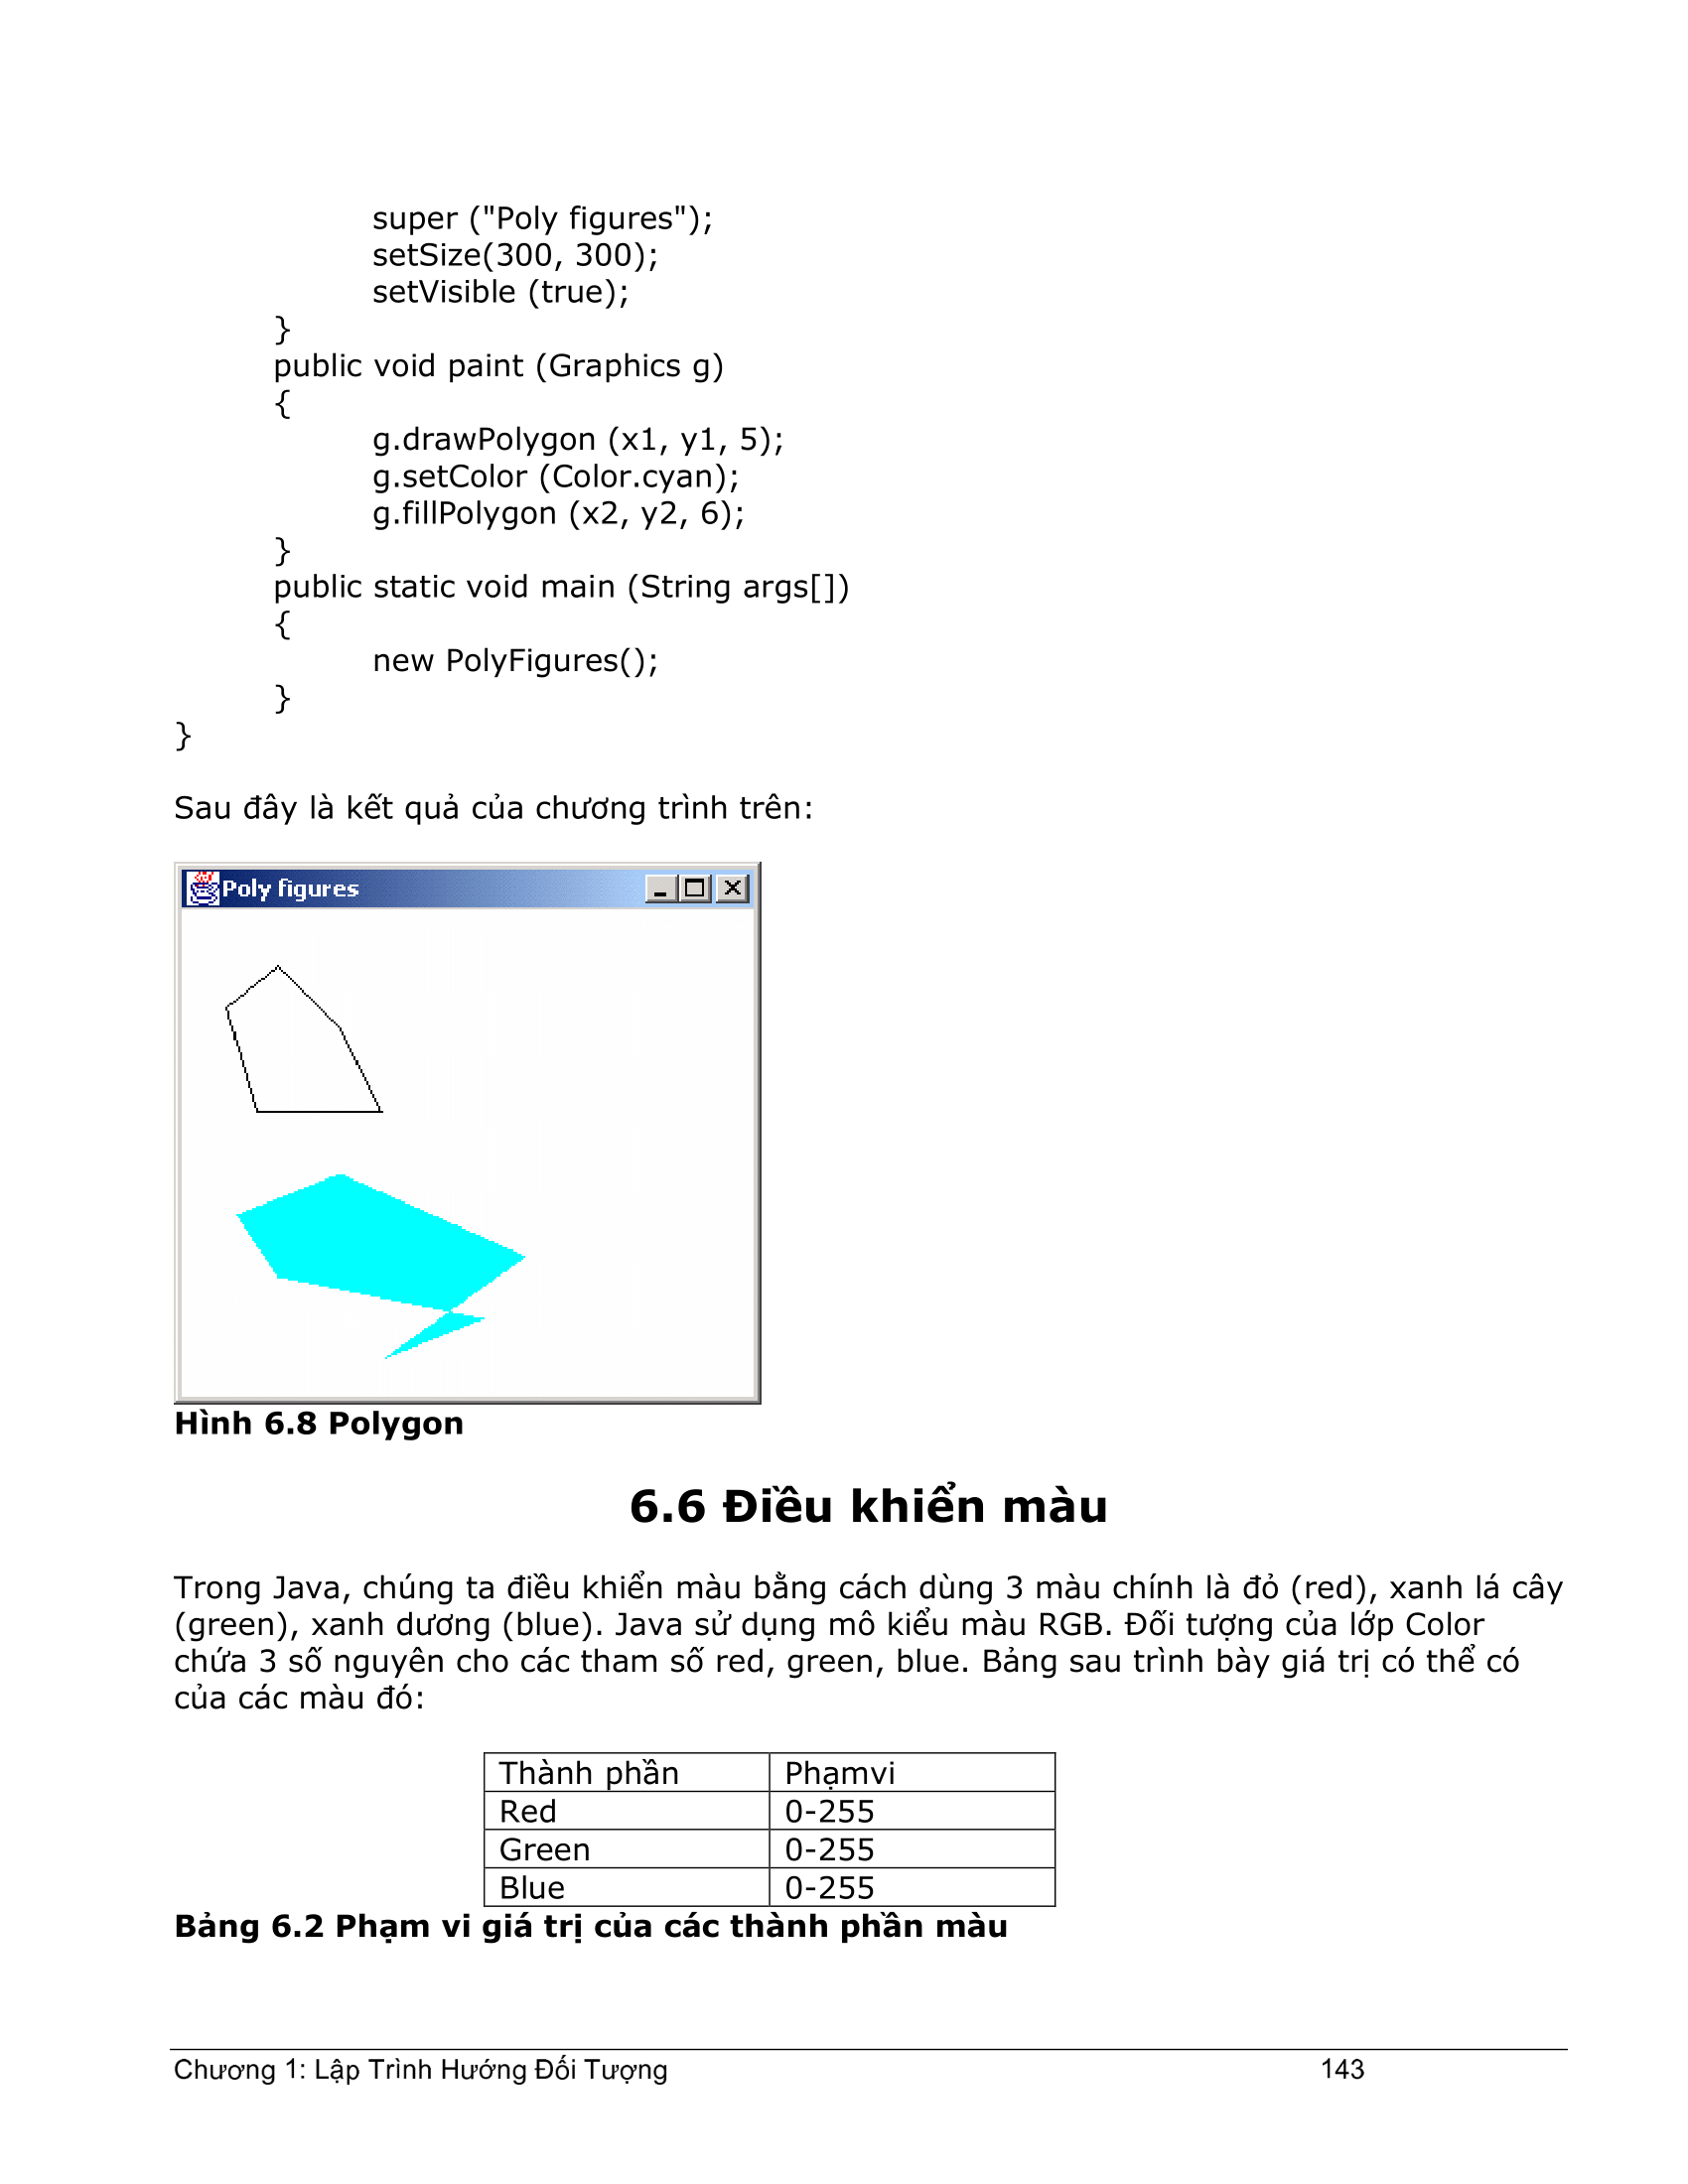 super ("Poly figures");
setSize(300, 300);
setVisible (true);
}
public void paint (Graphics g)
{
g.drawPolygon (x1, y1, 5);
g.setColor (Color.cyan);
g.fillPolygon (x2, y2, 6);
}
public static void main (String args[])
{
new PolyFigures();
}
}
Sau đây là kết quả của chương trình trên:
Poly figures
Hình 6.8 Polygon
6.6 Điều khiển màu
Trong Java, chúng ta điều khiển màu bằng cách dùng 3 màu chính là đỏ (red), xanh lá cây
(green), xanh dương (blue). Java sử dụng mô kiểu màu RGB. Đối tượng của lớp Color
chứa 3 số nguyên cho các tham số red, green, blue. Bảng sau trình bày giá trị có thể có
của các màu đó:
Thành phần Phạmvi
Red 0-255
Green 0-255
Blue 0-255
Bảng 6.2 Phạm vi giá trị của các thành phần màu
Chương 1: Lập Trình Hướng Đối Tượng 143